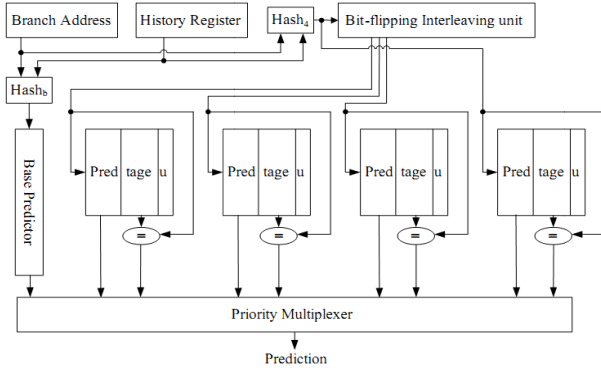 Branch Address
History Register
Hash4
Bit-flipping Interleaving unit
Hashb
Base Predictor
Pred tage u
Pred tage u
Pred tage u
Pred tage u
=
=
=
=
Priority Multiplexer
Prediction